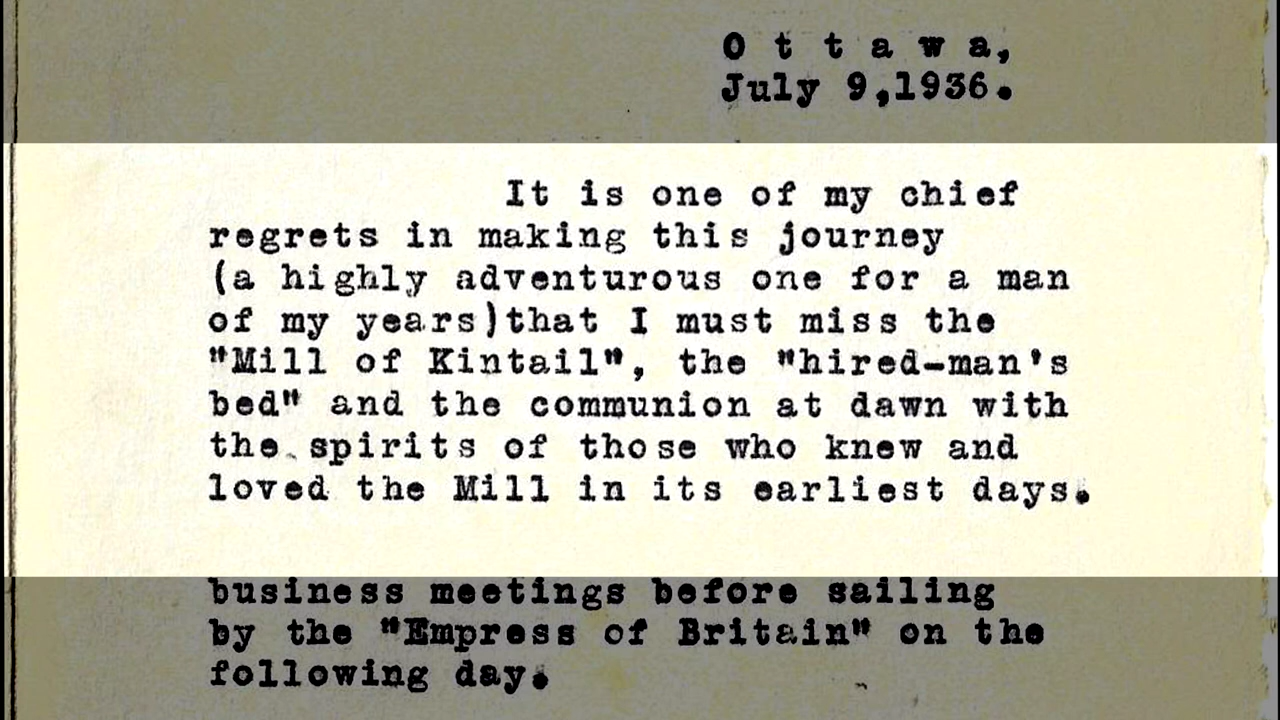 O t t a w a,
July 9,1936.
It is one of my chief
regrets in making this journey
(a highly adventurous one for a man
of my years)that I must miss the
"Mill of Kintail", the "hired-man's
bed" and the communion at dawn with
the spirits of those who knew and
loved the Mill in its earliest days.
business meetings before sailing
by the "Empress of Britain" on the
following day.